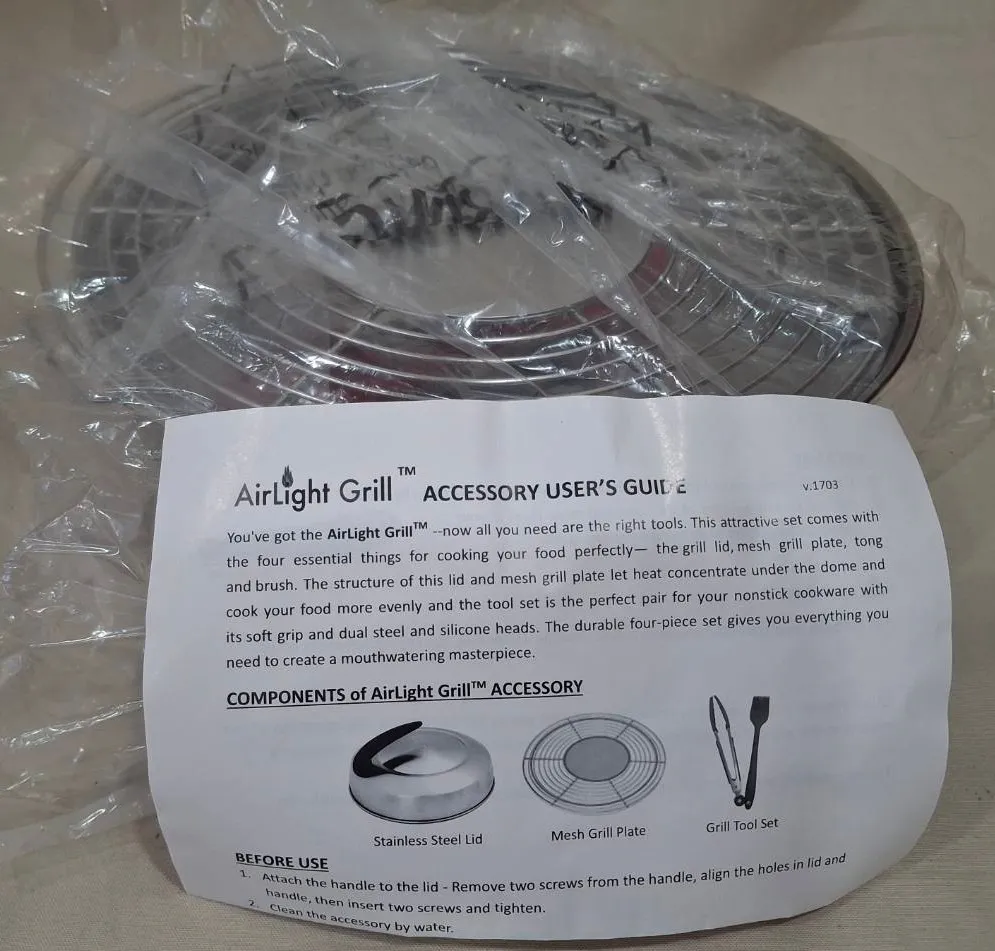 AirLight Grill™ ACCESSORY USER'S GUIDE v.1703
You've got the AirLight Grill™ --now all you need are the right tools. This attractive set comes with
the four essential things for cooking your food perfectly— the grill lid, mesh grill plate, tong
and brush. The structure of this lid and mesh grill plate let heat concentrate under the dome and
cook your food more evenly and the tool set is the perfect pair for your nonstick cookware with
its soft grip and dual steel and silicone heads. The durable four-piece set gives you everything you
need to create a mouthwatering masterpiece.
COMPONENTS of AirLight Grill™ ACCESSORY
Stainless Steel Lid
Mesh Grill Plate
Grill Tool Set
BEFORE USE
1. Attach the handle to the lid - Remove two screws from the handle, align the holes in lid and
handle, then insert two screws and tighten.
2. Clean the accessory by water.